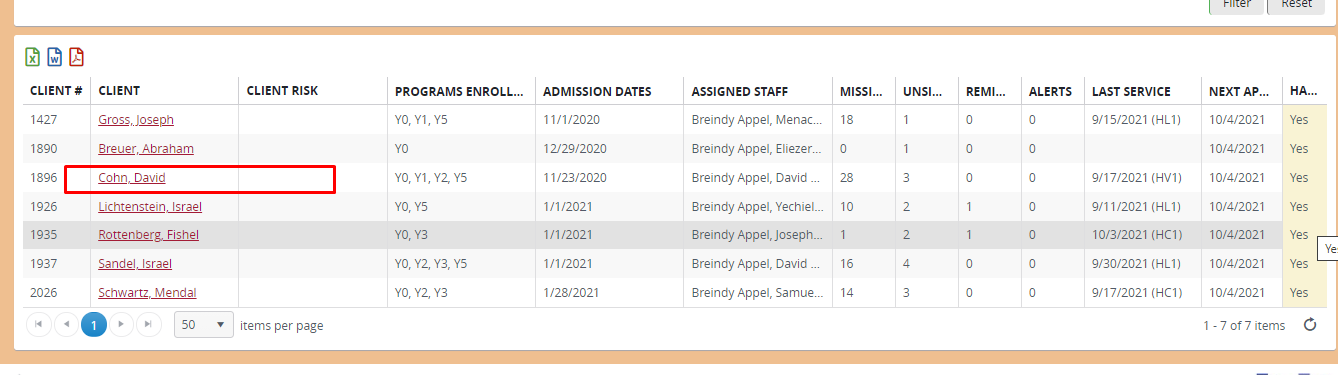 Filter Reset
CLIENT # CLIENT CLIENT RISK PROGRAMS ENROLL... ADMISSION DATES ASSIGNED STAFF MISSI... UNSI... REMI... ALERTS LAST SERVICE NEXT AP... HA...
1427 Gross, Joseph Y0, Y1, Y5 11/1/2020 Breindy Appel, Menac... 18 1 0 0 9/15/2021 (HL1) 10/4/2021 Yes
1890 Breuer, Abraham Y0 12/29/2020 Breindy Appel, Eliezer... 0 1 0 0 10/4/2021 Yes
1896 Cohn, David Y0, Y1, Y2, Y5 11/23/2020 Breindy Appel, David ... 28 3 0 0 9/17/2021 (HV1) 10/4/2021 Yes
1926 Lichtenstein, Israel Y0, Y5 1/1/2021 Breindy Appel, Yechiel... 10 2 1 0 9/11/2021 (HL1) 10/4/2021 Yes
1935 Rottenberg, Fishel Y0, Y3 1/1/2021 Breindy Appel, Joseph... 1 2 1 0 10/3/2021 (HC1) 10/4/2021 Yes
Ye
1937 Sandel, Israel Y0, Y2, Y3, Y5 1/1/2021 Breindy Appel, David ... 16 4 0 0 9/30/2021 (HL1) 10/4/2021 Yes
2026 Schwartz, Mendal Y0, Y2, Y3 1/28/2021 Breindy Appel, Samue... 14 3 0 0 9/17/2021 (HC1) 10/4/2021 Yes
1 50 items per page 1 - 7 of 7 items